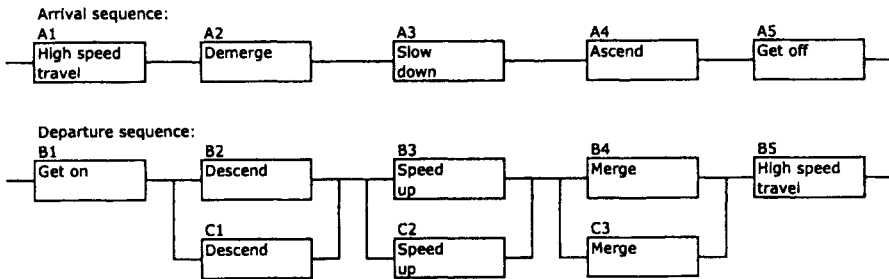 Arrival sequence:
A1 A2 A3 A4 A5
High speed travel
Demerge
Slow down
Ascend
Get off
Departure sequence:
B1 B2 B3 B4 B5
Get on
Descend
Speed up
Merge
High speed travel
C1 C2 C3
Descend
Speed up
Merge